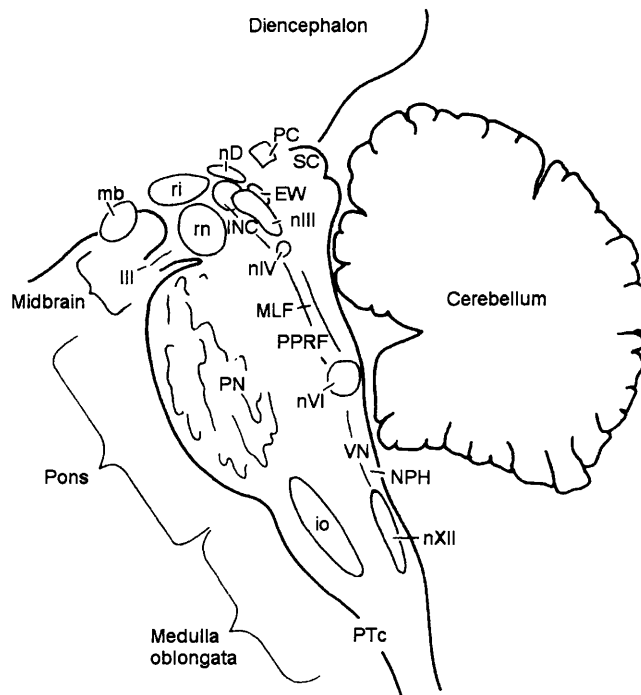 Diencephalon
PC
nD
SC
mb
ri
EW
rn
INC
nIII
III
nIV
Midbrain
MLF
Cerebellum
PPRF
PN
nVI
VN
Pons
NPH
io
nXII
PTc
Medulla
oblongata